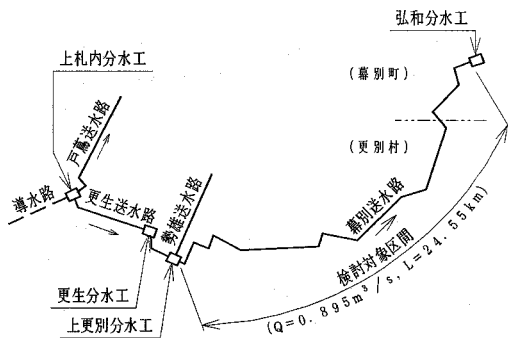 弘和分水工
上札内分水工
(幕別町)
(更別村)
戸蔦送水路
導水路
更生送水路
勢雄送水路
幕別送水路
検討対象区間
(Q=0.895m³/s,L=24.55km)
更生分水工
上更別分水工